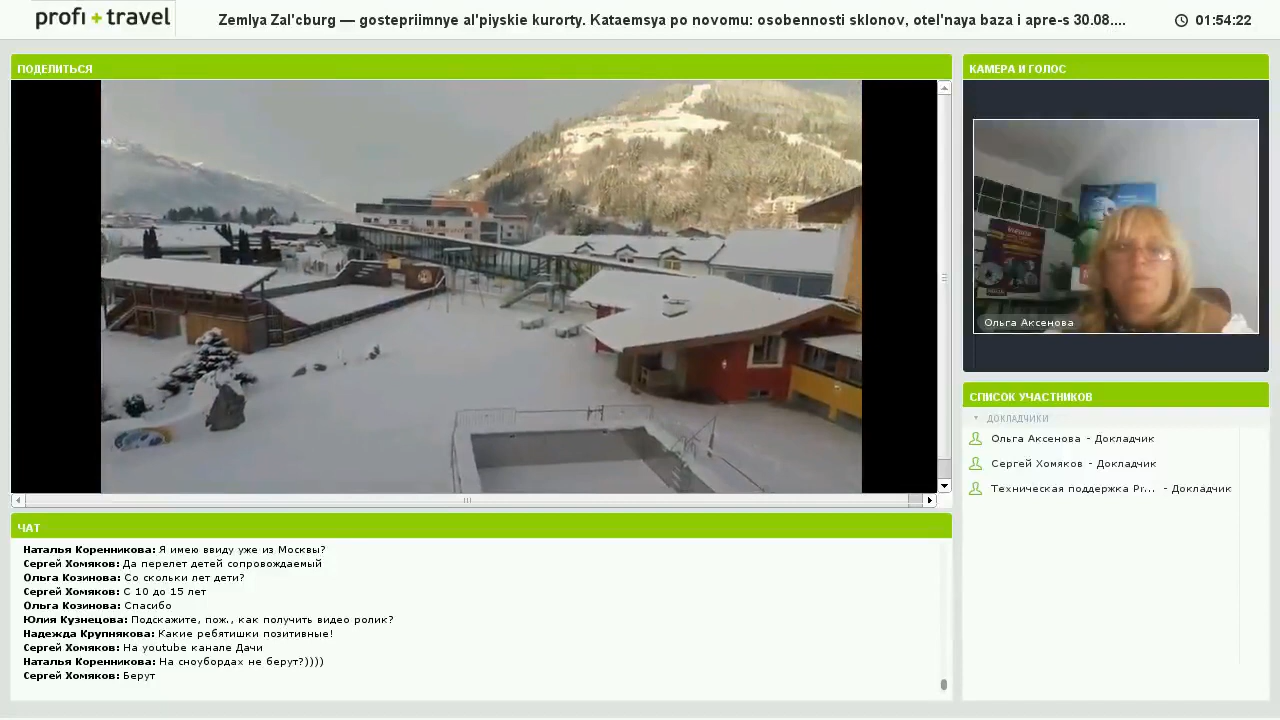 profi + travel
Zemlya Zal'cburg — gostepriimnye al'piyskie kurorty. Kataemsya po novomu: osobennosti sklonov, otel'naya baza i apre-s 30.08....
01:54:22
ПОДЕЛИТЬСЯ
КАМЕРА И ГОЛОС
Ольга Аксенова
СПИСОК УЧАСТНИКОВ
ДОКЛАДЧИКИ
Ольга Аксенова - Докладчик
Сергей Хомяков - Докладчик
Техническая поддержка Pr... - Докладчик
ЧАТ
Наталья Коренникова: Я имею ввиду уже из Москвы?
Сергей Хомяков: Да перелет детей сопровождаемый
Ольга Козинова: Со скольки лет дети?
Сергей Хомяков: С 10 до 15 лет
Ольга Козинова: Спасибо
Юлия Кузнецова: Подскажите, пож., как получить видео ролик?
Надежда Крупнякова: Какие ребятишки позитивные!
Сергей Хомяков: На youtube канале Дачи
Наталья Коренникова: На сноубордах не берут?))))
Сергей Хомяков: Берут